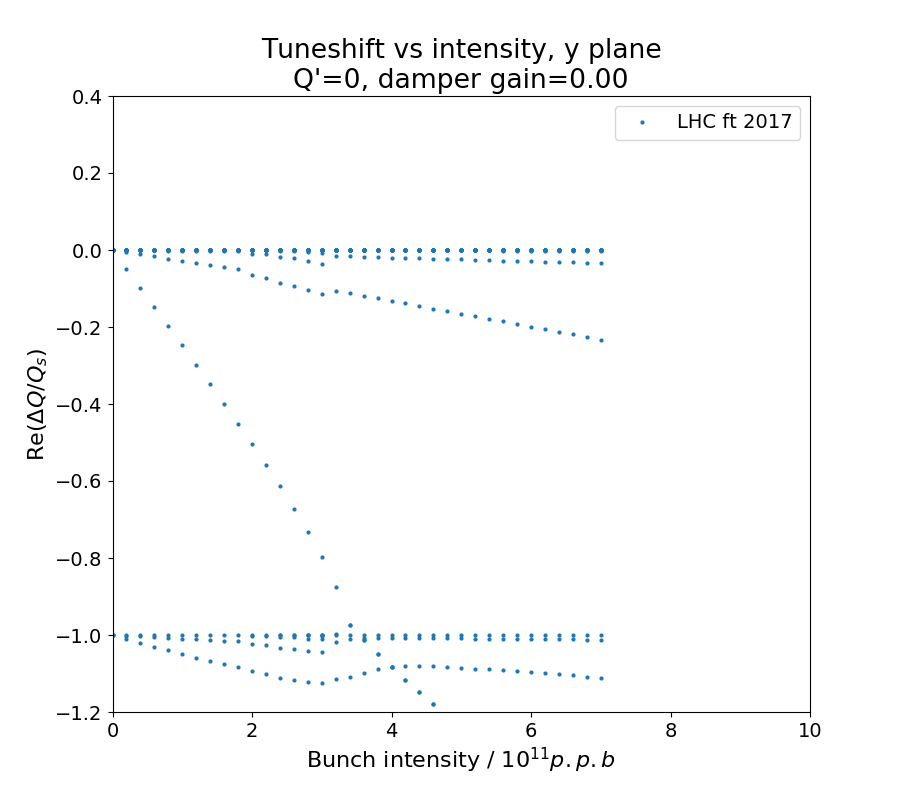 Tuneshift vs intensity, y plane
Q'=0, damper gain=0.00
LHC ft 2017
0.4
0.2
0.0
−0.2
−0.4
−0.6
−0.8
−1.0
−1.2
Re(ΔQ/Qₛ)
0 2 4 6 8 10
Bunch intensity / 10¹¹p.p.b